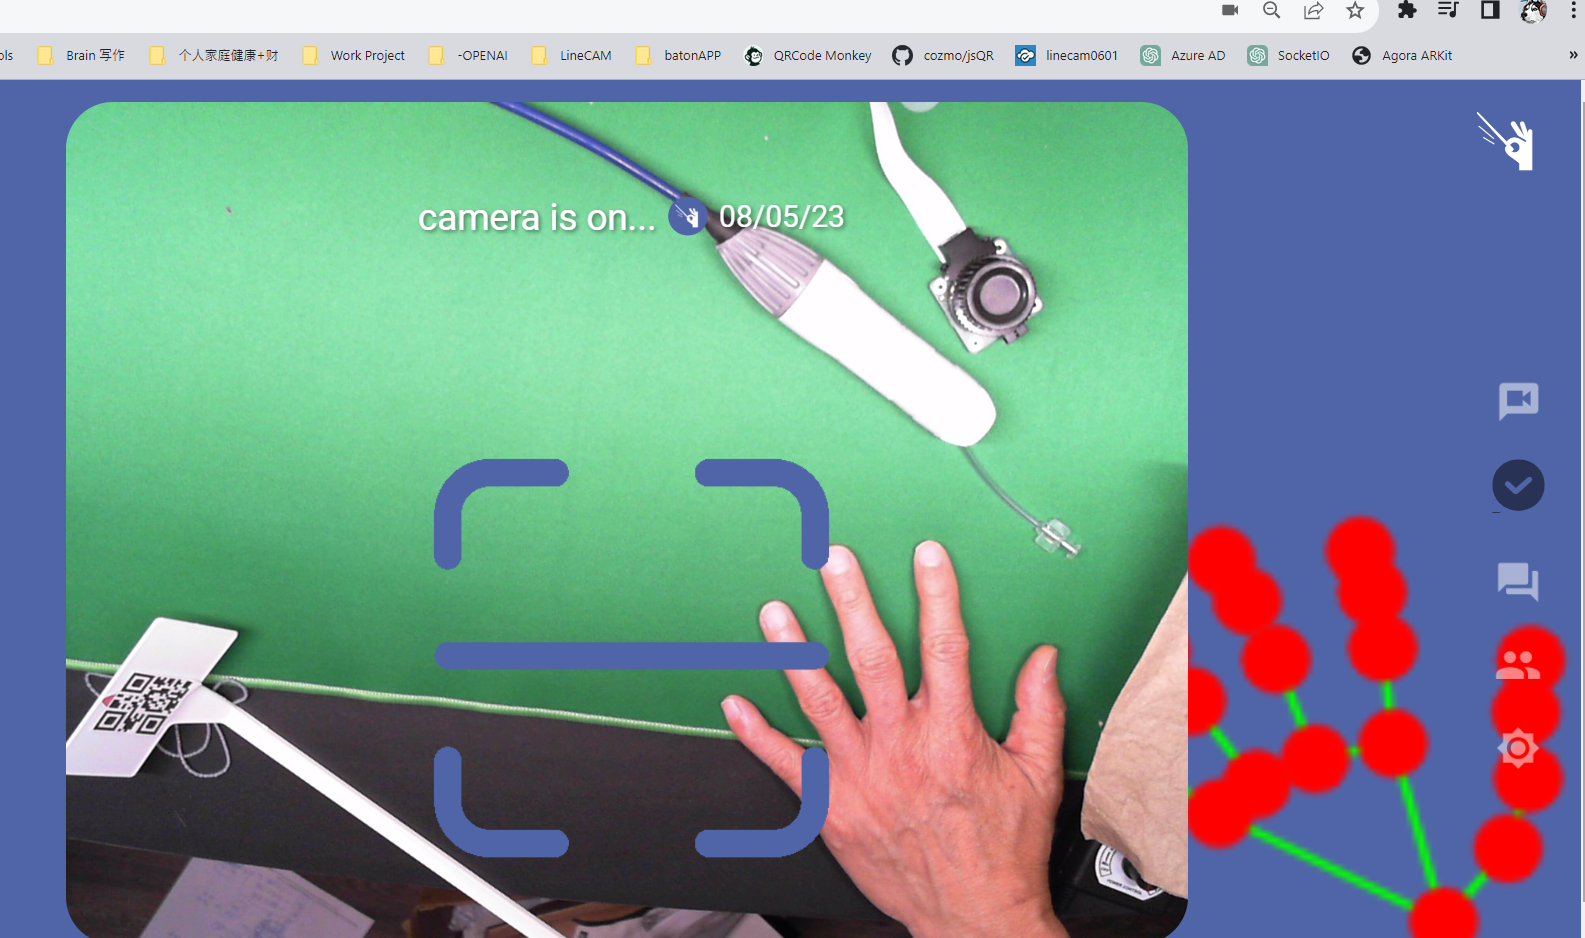 ols Brain 写作 个人家庭健康+财 Work Project -OPENAI LineCAM batonAPP QRCode Monkey cozmo/jsQR linecam0601 Azure AD SocketIO Agora ARKit »
camera is on... 08/05/23